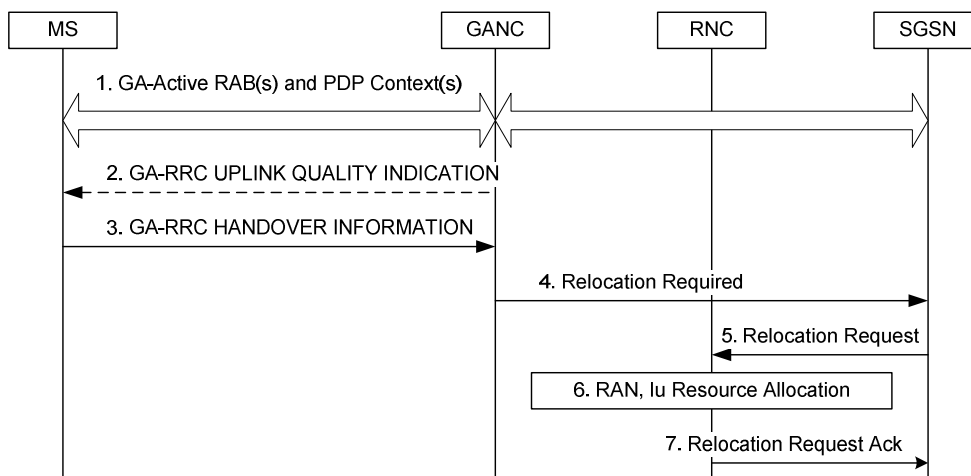 MS
GANC
RNC
SGSN
1. GA-Active RAB(s) and PDP Context(s)
2. GA-RRC UPLINK QUALITY INDICATION
3. GA-RRC HANDOVER INFORMATION
4. Relocation Required
5. Relocation Request
6. RAN, Iu Resource Allocation
7. Relocation Request Ack